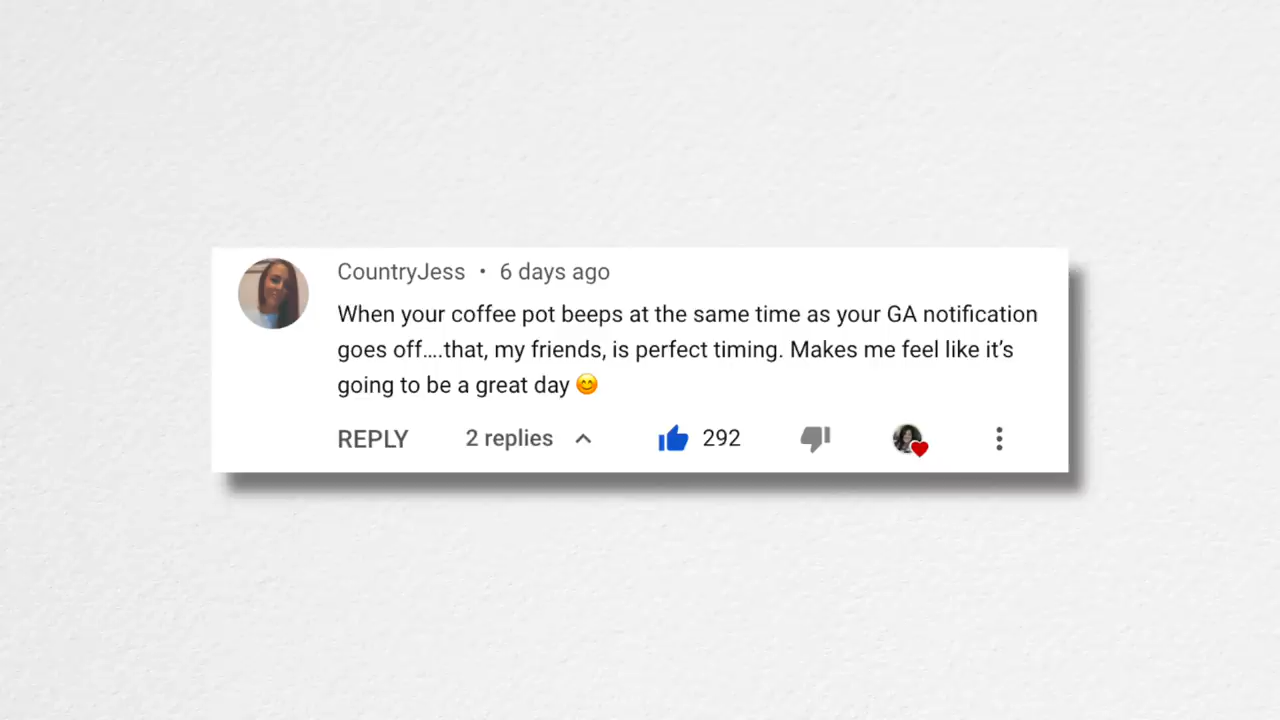 CountryJess • 6 days ago
When your coffee pot beeps at the same time as your GA notification
goes off....that, my friends, is perfect timing. Makes me feel like it’s
going to be a great day 😊
REPLY 2 replies 292